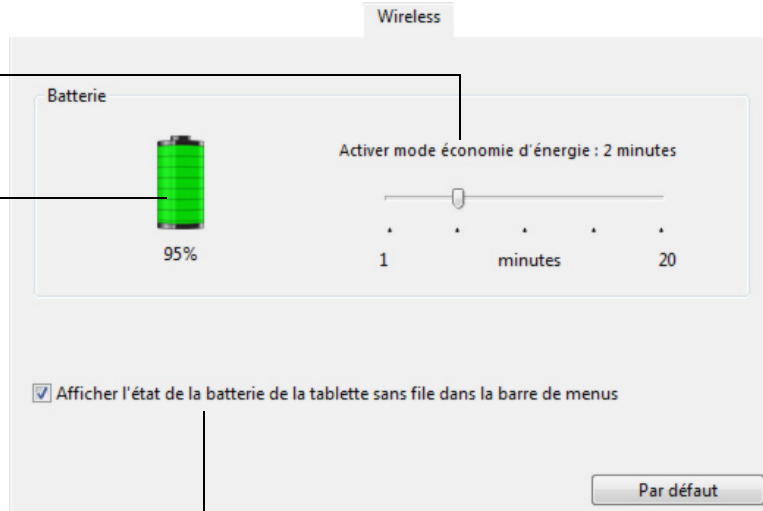 Wireless
Batterie
Activer mode économie d'énergie : 2 minutes
95%
1 minutes 20
Afficher l'état de la batterie de la tablette sans file dans la barre de menus
Par défaut